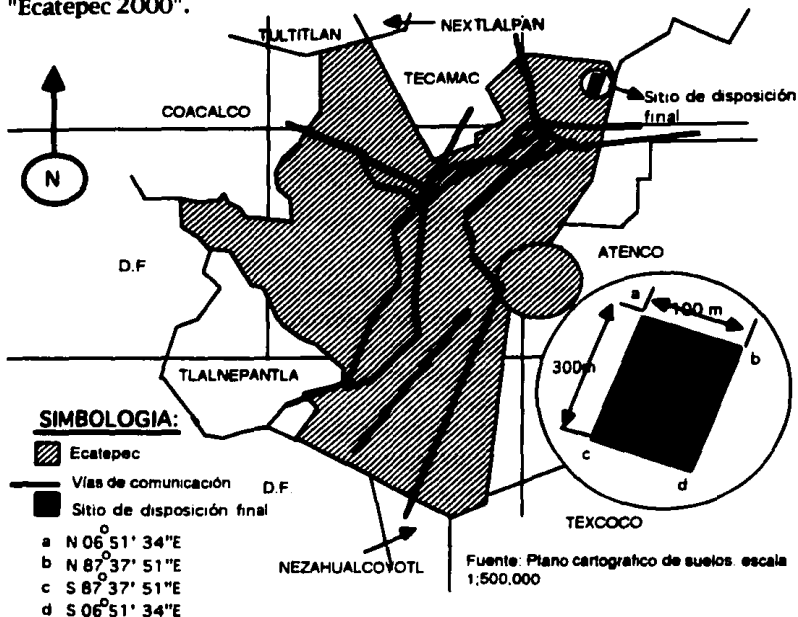 "Ecatepec 2000".
TULTITLAN
NEXTLALPAN
TECAMAC
Sitio de disposición
final
COACALCO
N
ATENCO
D.F
a
100 m
b
300m
TLALNEPANTLA
c
d
SIMBOLOGIA:
Ecatepec
Vías de comunicación
D.F.
Sitio de disposición final
TEXCOCO
a N 06° 51' 34"E
b N 87° 37' 51"E
c S 87° 37' 51"E
d S 06° 51' 34"E
NEZAHUALCOYOTL
Fuente: Plano cartografico de suelos. escala
1;500,000